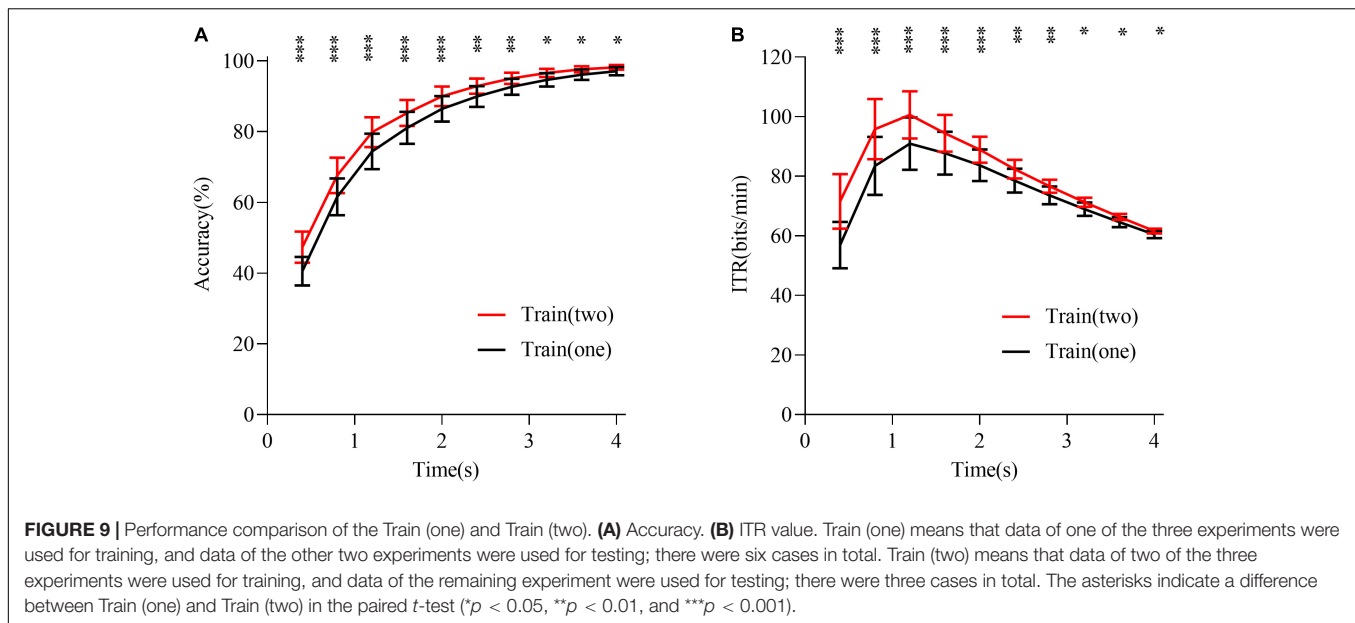 A
*** *** *** *** *** ** ** * * *
100
80
60
40
20
0
Accuracy(%)
Train(two)
Train(one)
0 1 2 3 4
Time(s)
B
*** *** *** *** *** ** ** * * *
120
100
80
60
40
20
0
ITR(bits/min)
Train(two)
Train(one)
0 1 2 3 4
Time(s)
FIGURE 9 | Performance comparison of the Train (one) and Train (two). (A) Accuracy. (B) ITR value. Train (one) means that data of one of the three experiments were
used for training, and data of the other two experiments were used for testing; there were six cases in total. Train (two) means that data of two of the three
experiments were used for training, and data of the remaining experiment were used for testing; there were three cases in total. The asterisks indicate a difference
between Train (one) and Train (two) in the paired t-test (*p < 0.05, **p < 0.01, and ***p < 0.001).